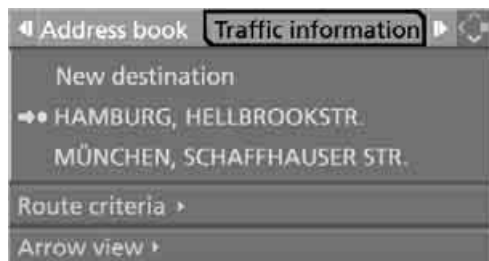 Address book Traffic information
New destination
HAMBURG, HELLBROOKSTR.
MÜNCHEN, SCHAFFHAUSER STR.
Route criteria
Arrow view